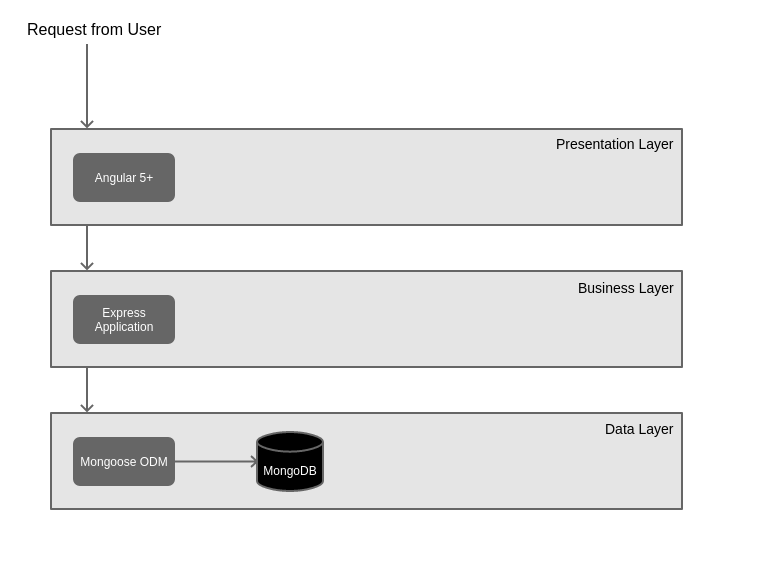 Request from User
Presentation Layer
Angular 5+
Business Layer
Express
Application
Data Layer
Mongoose ODM
MongoDB